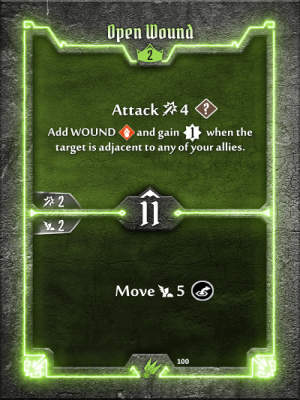 Open Wound
2
Attack 4 ?
Add WOUND and gain 1 when the
target is adjacent to any of your allies.
2
2
11
Move 5
100